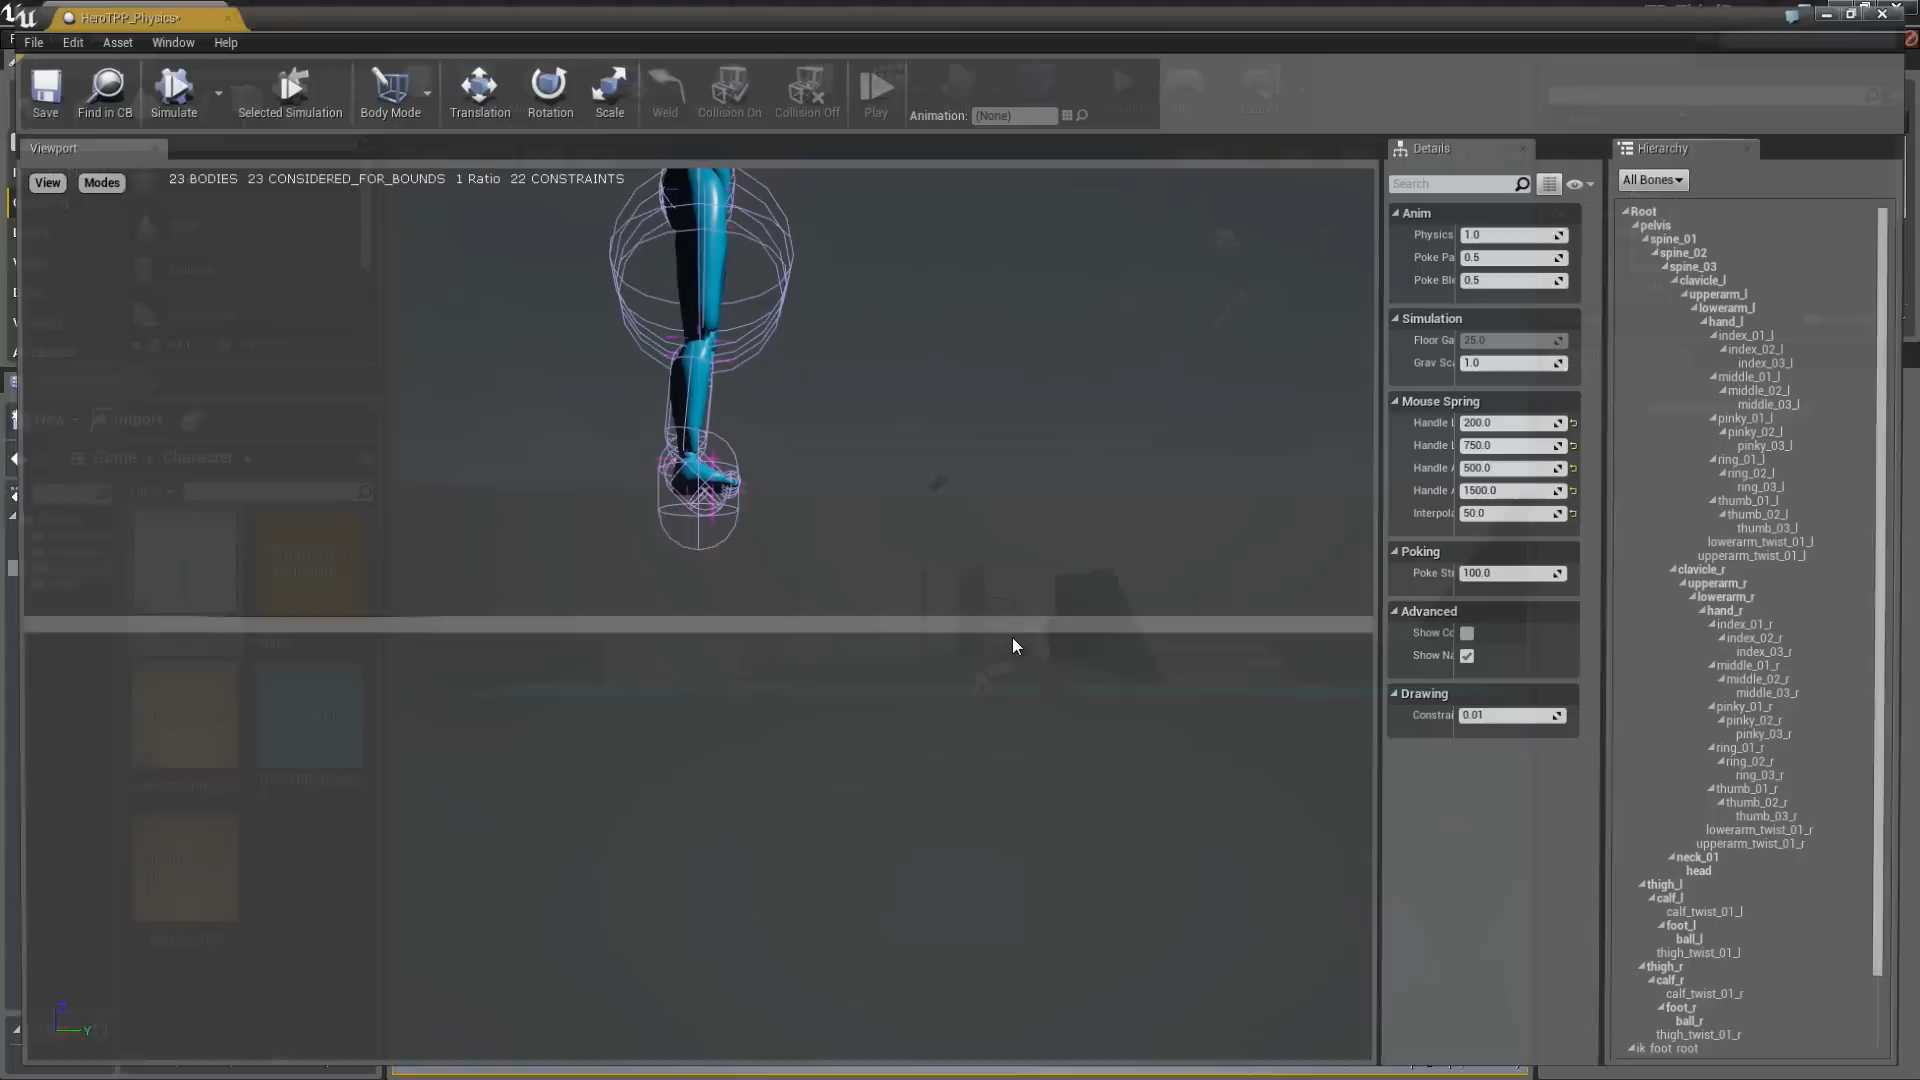 HeroTPP_Physics*
File Edit Asset Window Help
Save Find in CB Simulate Selected Simulation Body Mode Translation Rotation Scale Weld Collision On Collision Off Play Animation: (None)
Viewport
View Modes 23 BODIES 23 CONSIDERED_FOR_BOUNDS 1 Ratio 22 CONSTRAINTS
New Import
Character
Y
Details
Search
Anim
Physics 1.0
Poke Pa 0.5
Poke Ble 0.5
Simulation
Floor Ga 25.0
Grav Sca 1.0
Mouse Spring
Handle L 200.0
Handle L 750.0
Handle A 500.0
Handle A 1500.0
Interpola 50.0
Poking
Poke Str 100.0
Advanced
Show Co
Show Na
Drawing
Constrai 0.01
Hierarchy
All Bones
Root
pelvis
spine_01
spine_02
spine_03
clavicle_l
upperarm_l
lowerarm_l
hand_l
index_01_l
index_02_l
index_03_l
middle_01_l
middle_02_l
middle_03_l
pinky_01_l
pinky_02_l
pinky_03_l
ring_01_l
ring_02_l
ring_03_l
thumb_01_l
thumb_02_l
thumb_03_l
lowerarm_twist_01_l
upperarm_twist_01_l
clavicle_r
upperarm_r
lowerarm_r
hand_r
index_01_r
index_02_r
index_03_r
middle_01_r
middle_02_r
middle_03_r
pinky_01_r
pinky_02_r
pinky_03_r
ring_01_r
ring_02_r
ring_03_r
thumb_01_r
thumb_02_r
thumb_03_r
lowerarm_twist_01_r
upperarm_twist_01_r
neck_01
head
thigh_l
calf_l
calf_twist_01_l
foot_l
ball_l
thigh_twist_01_l
thigh_r
calf_r
calf_twist_01_r
foot_r
ball_r
thigh_twist_01_r
ik_foot_root